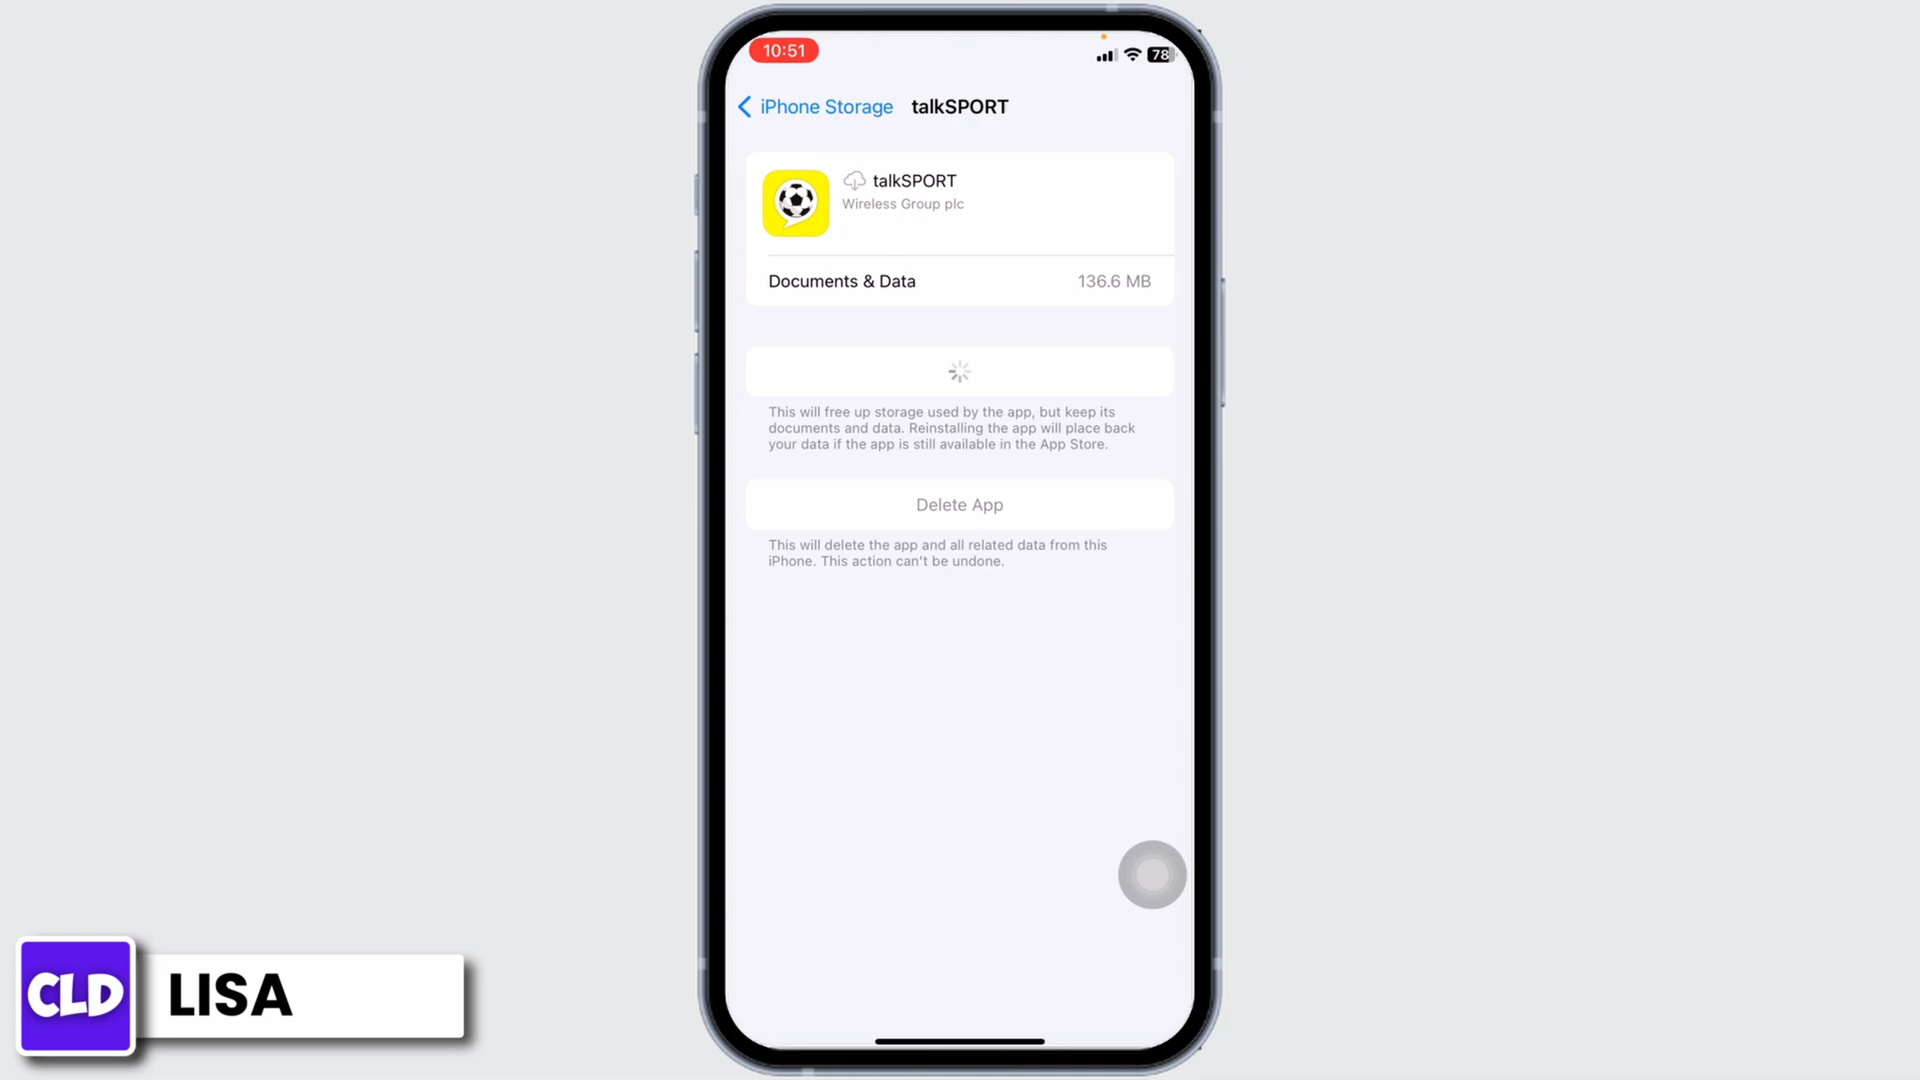 10:51
78
iPhone Storage talkSPORT
talkSPORT
Wireless Group plc
Documents & Data 136.6 MB
This will free up storage used by the app, but keep its
documents and data. Reinstalling the app will place back
your data if the app is still available in the App Store.
Delete App
This will delete the app and all related data from this
iPhone. This action can't be undone.
CLD LISA